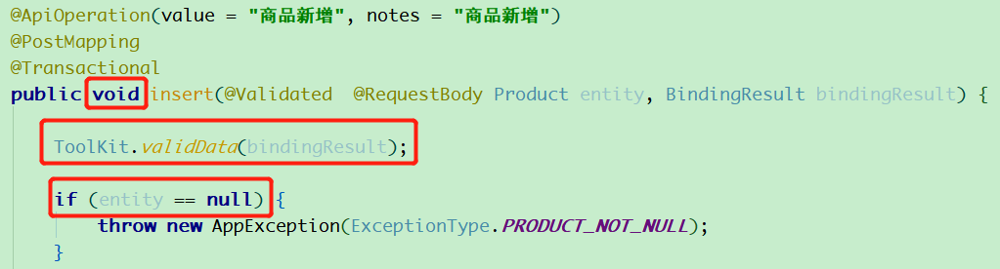 @ApiOperation(value = "商品新增", notes = "商品新增")
@PostMapping
@Transactional
public void insert(@Validated  @RequestBody Product entity, BindingResult bindingResult) {
ToolKit.validData(bindingResult);
if (entity == null) {
throw new AppException(ExceptionType.PRODUCT_NOT_NULL);
}